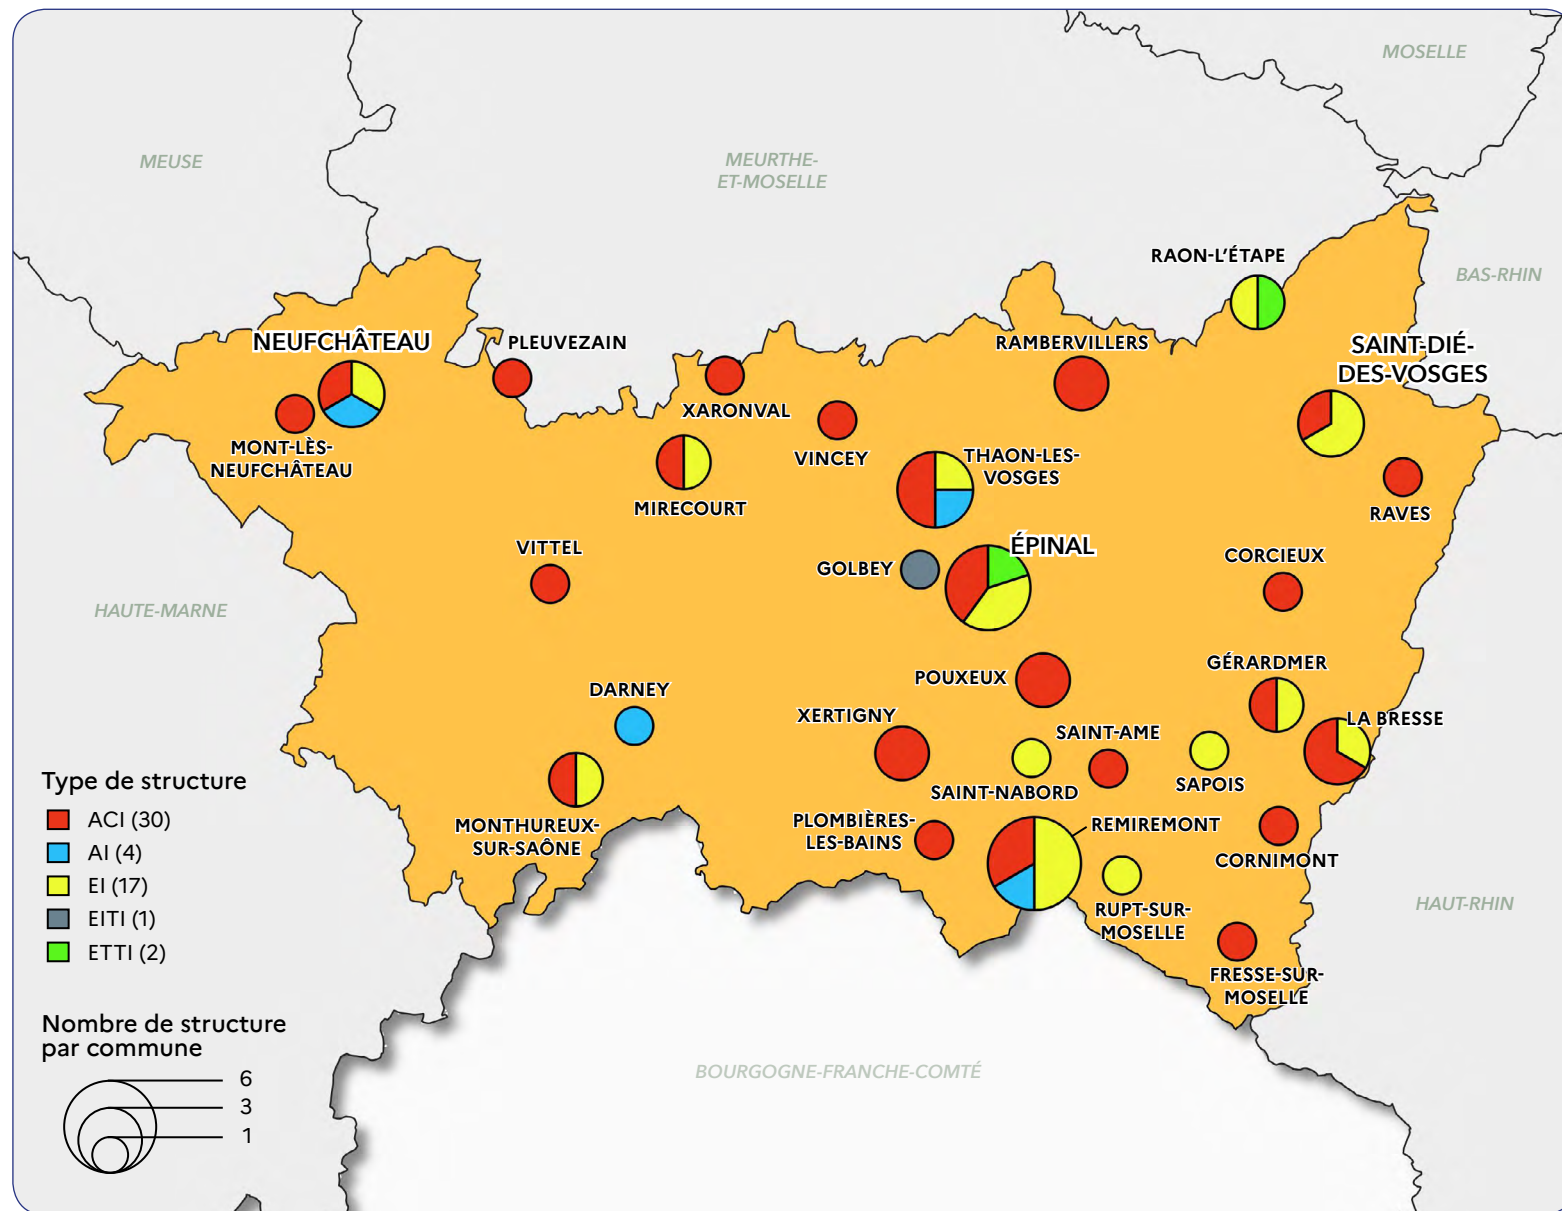 MOSELLE
MEUSE
MEURTHE-
ET-MOSELLE
BAS-RHIN
RAON-L'ÉTAPE
NEUFCHÂTEAU
PLEUVEZAIN
RAMBERVILLERS
SAINT-DIÉ-
DES-VOSGES
XARONVAL
MONT-LÈS-
NEUFCHÂTEAU
VINCEY
THAON-LES-
VOSGES
MIRECOURT
RAVES
VITTEL
ÉPINAL
GOLBEY
CORCIEUX
HAUTE-MARNE
GÉRARDMER
POUXEUX
DARNEY
XERTIGNY
LA BRESSE
SAINT-AME
SAPOIS
SAINT-NABORD
MONTHUREUX-
SUR-SAÔNE
PLOMBIÈRES-
LES-BAINS
REMIREMONT
CORNIMONT
RUPT-SUR-
MOSELLE
HAUT-RHIN
FRESSE-SUR-
MOSELLE
BOURGOGNE-FRANCHE-COMTÉ
Type de structure
ACI (30)
AI (4)
EI (17)
EITI (1)
ETTI (2)
Nombre de structure
par commune
6
3
1